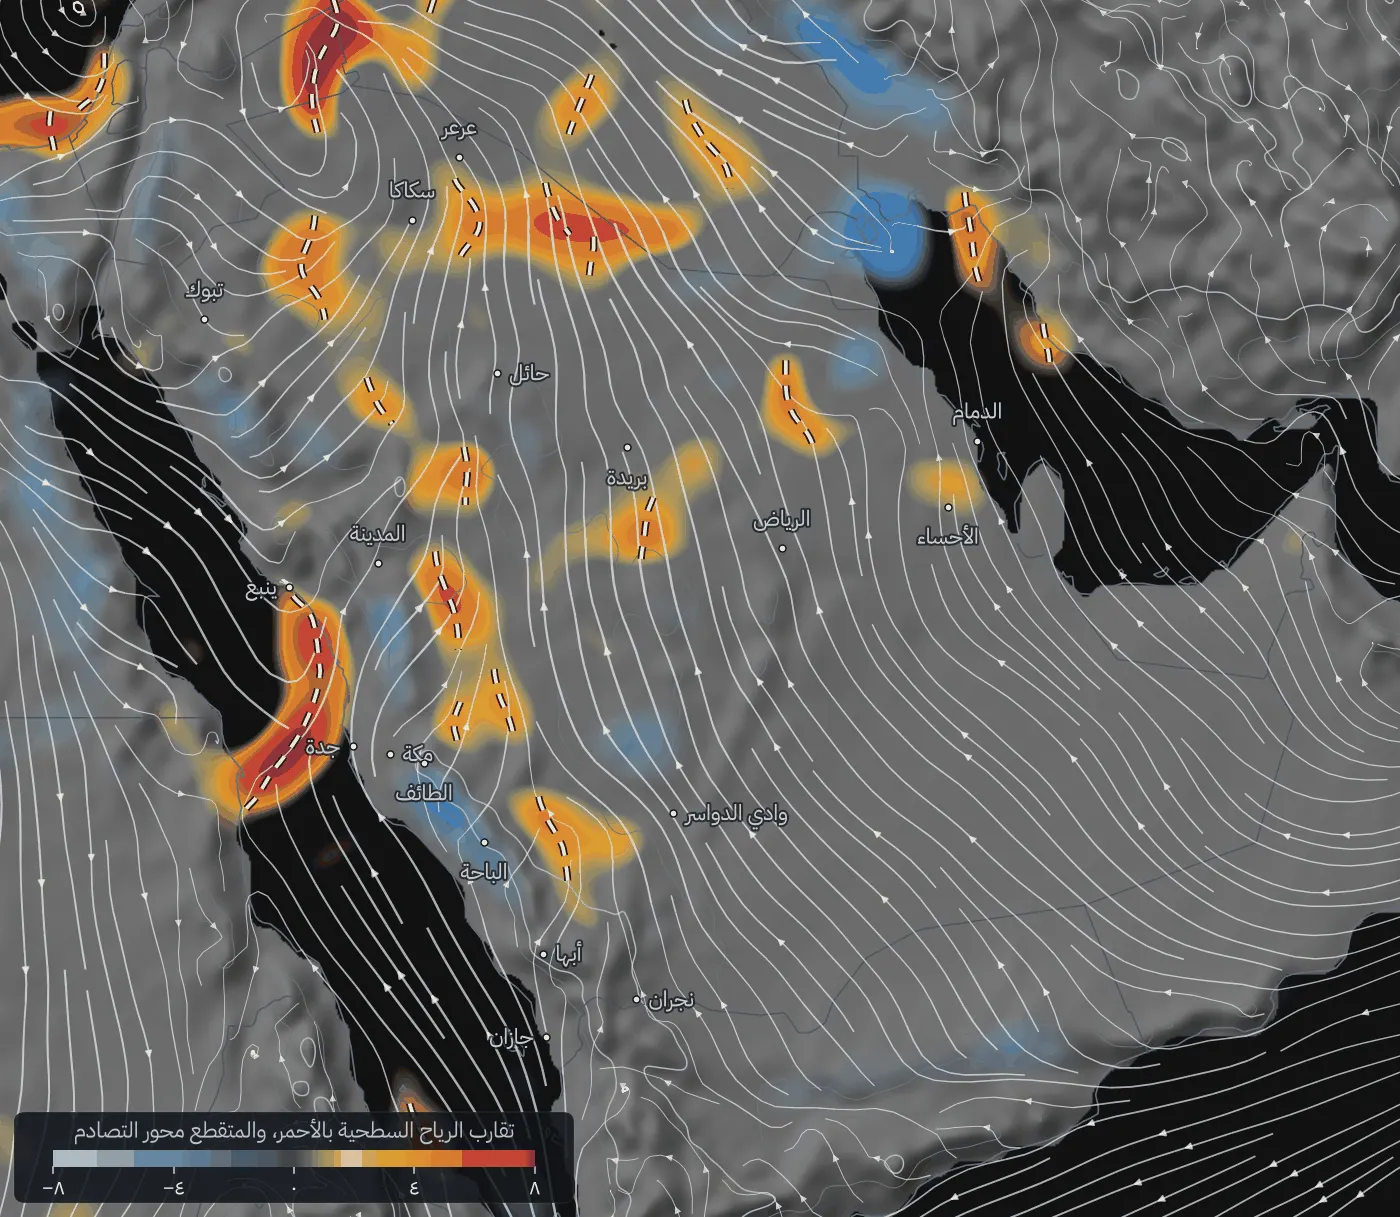 عرعر
سكاكا
تبوك
حائل
الدمام
بريدة
الأحساء
الرياض
المدينة
ينبع
جدة
مكة
الطائف
وادي الدواسر
الباحة
أبها
نجران
جازان
تقارب الرياح السطحية بالأحمر، والمتقطع محور التصادم
−٨ −٤ ٠ ٤ ٨